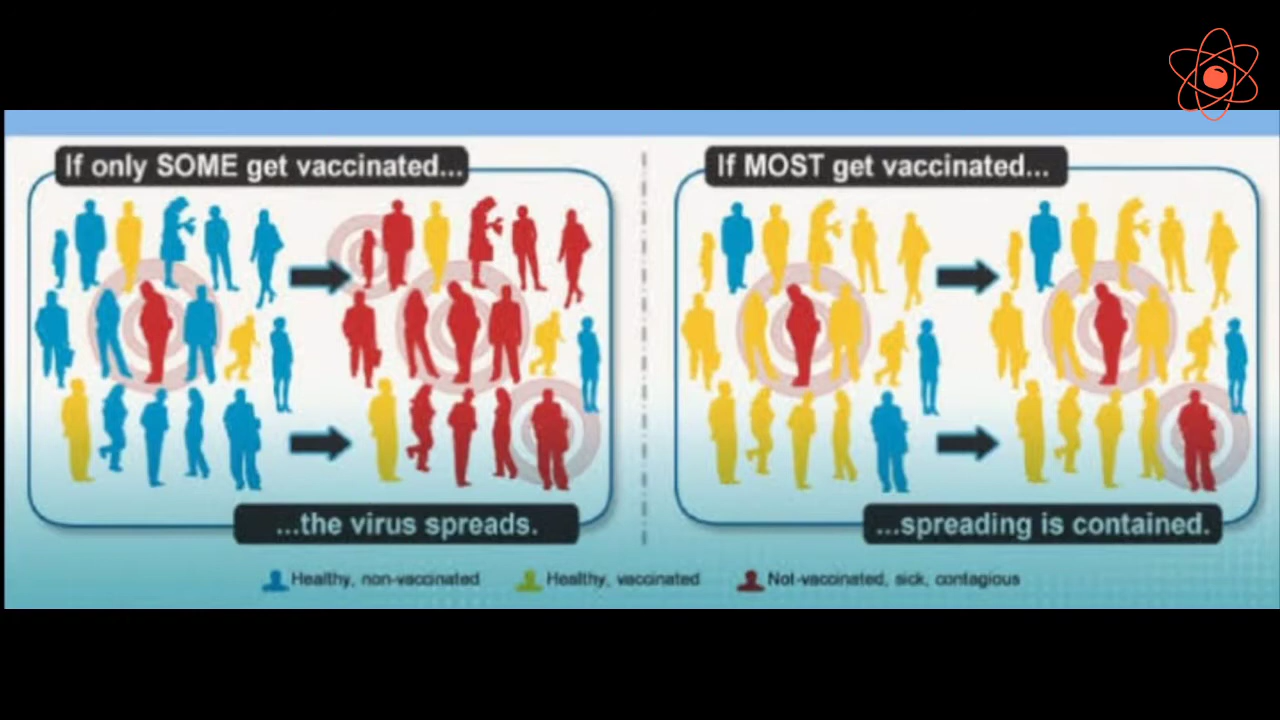 If only SOME get vaccinated...
...the virus spreads.
If MOST get vaccinated...
...spreading is contained.
Healthy, non-vaccinated
Healthy, vaccinated
Not-vaccinated, sick, contagious